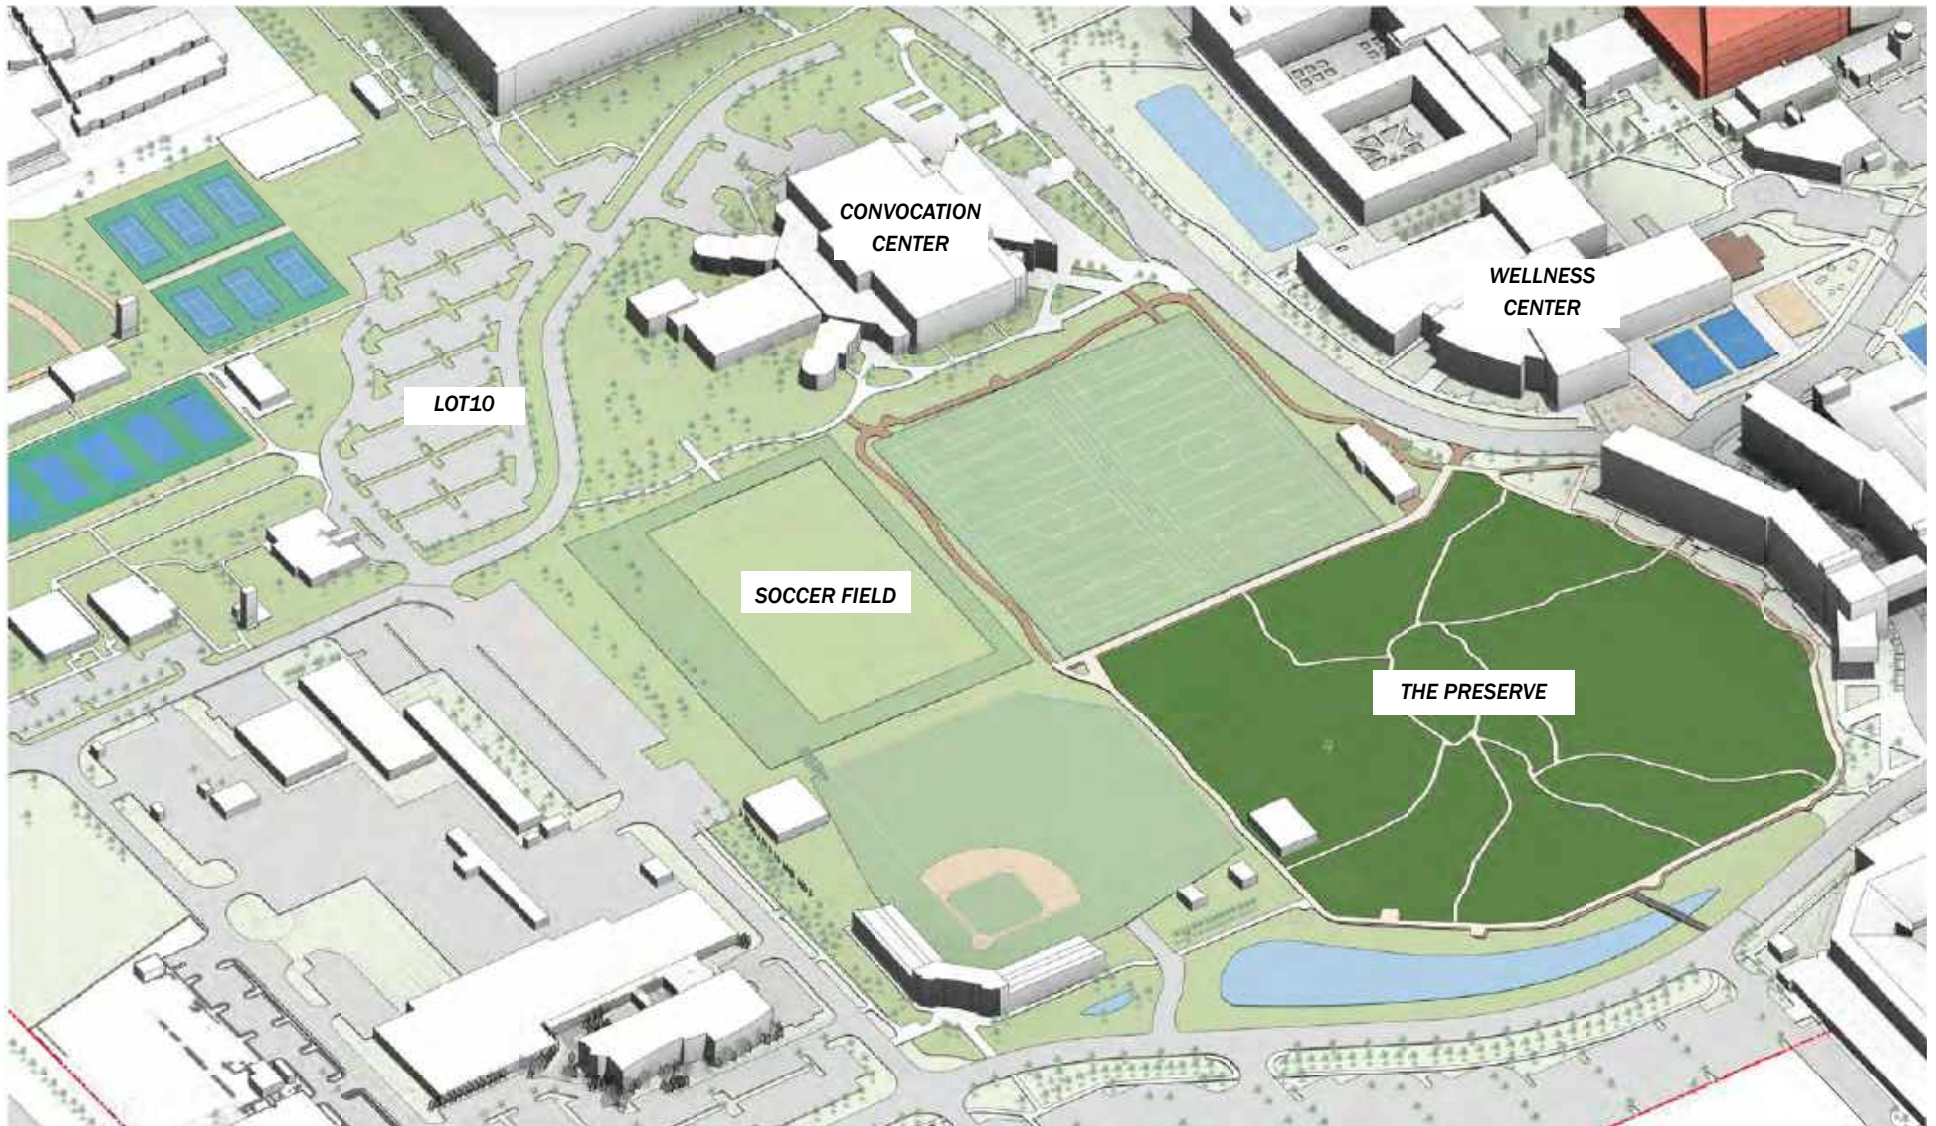 CONVOCATION
CENTER
WELLNESS
CENTER
LOT10
SOCCER FIELD
THE PRESERVE